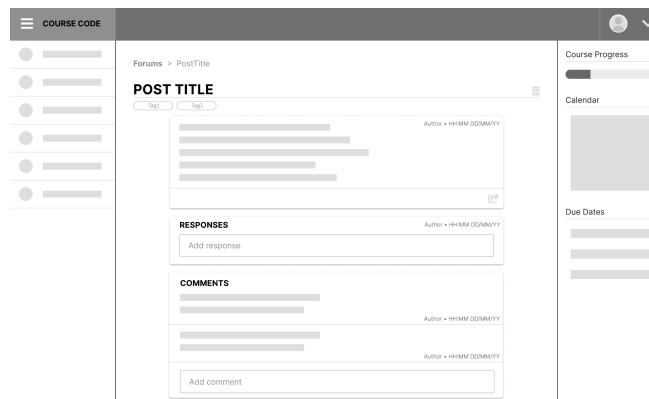 COURSE CODE
Forums > PostTitle
POST TITLE
Tag1 Tag2
Author • HH:MM DD/MM/YY
RESPONSES
Author • HH:MM DD/MM/YY
Add response
COMMENTS
Author • HH:MM DD/MM/YY
Author • HH:MM DD/MM/YY
Add comment
Course Progress
Calendar
Due Dates